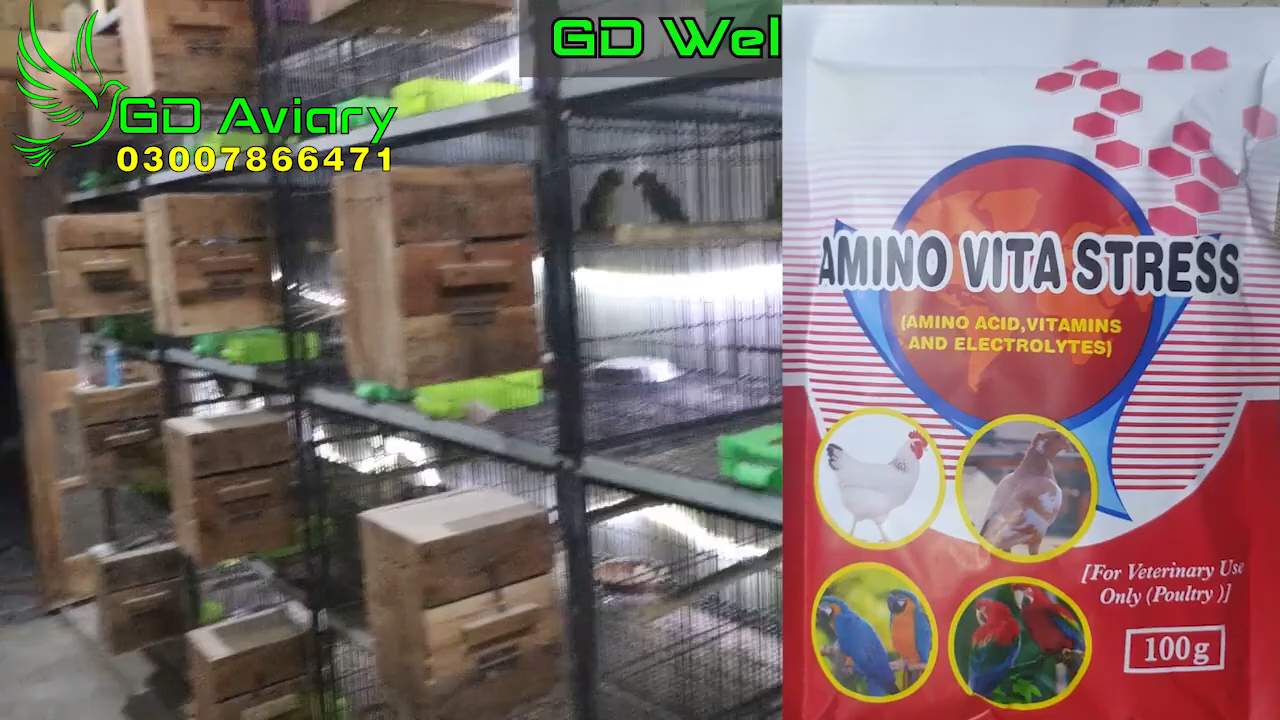 GD Wel
GD Aviary
03007866471
AMINO VITA STRESS
(AMINO ACID,VITAMINS
AND ELECTROLYTES)
[For Veterinary Use
Only (Poultry )]
100g